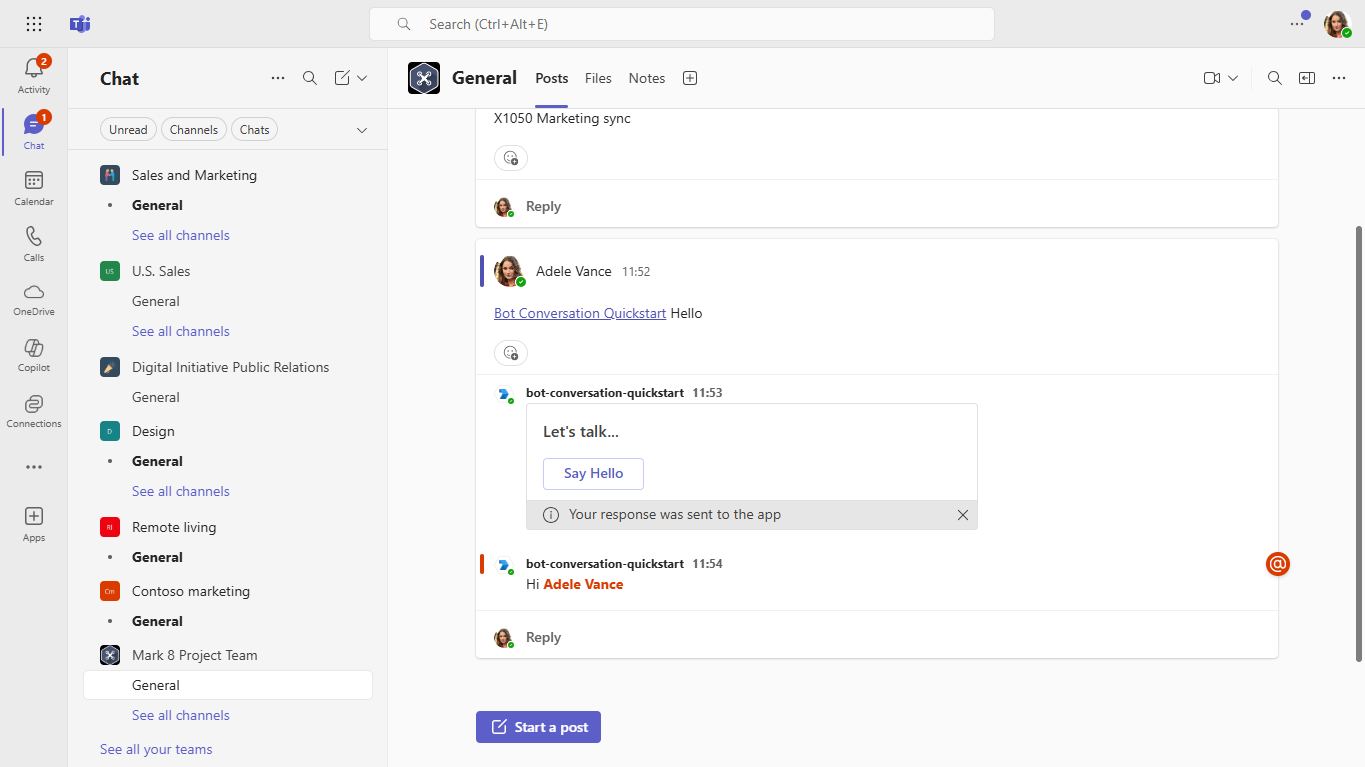 Search (Ctrl+Alt+E)
2
Activity
1
Chat
Calendar
Calls
OneDrive
Copilot
Connections
Apps
Chat
Unread
Channels
Chats
Sales and Marketing
General
See all channels
US
U.S. Sales
General
See all channels
Digital Initiative Public Relations
General
D
Design
General
See all channels
RI
Remote living
General
Cm
Contoso marketing
General
Mark 8 Project Team
General
See all channels
See all your teams
General
Posts
Files
Notes
X1050 Marketing sync
Reply
Adele Vance 11:52
Bot Conversation Quickstart Hello
bot-conversation-quickstart 11:53
Let's talk...
Say Hello
Your response was sent to the app
bot-conversation-quickstart 11:54
@
Hi Adele Vance
Reply
Start a post